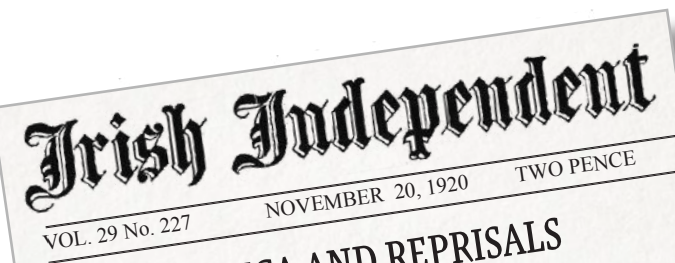 Irish Independent
VOL. 29 No. 227 NOVEMBER 20, 1920 TWO PENCE
AND REPRISALS